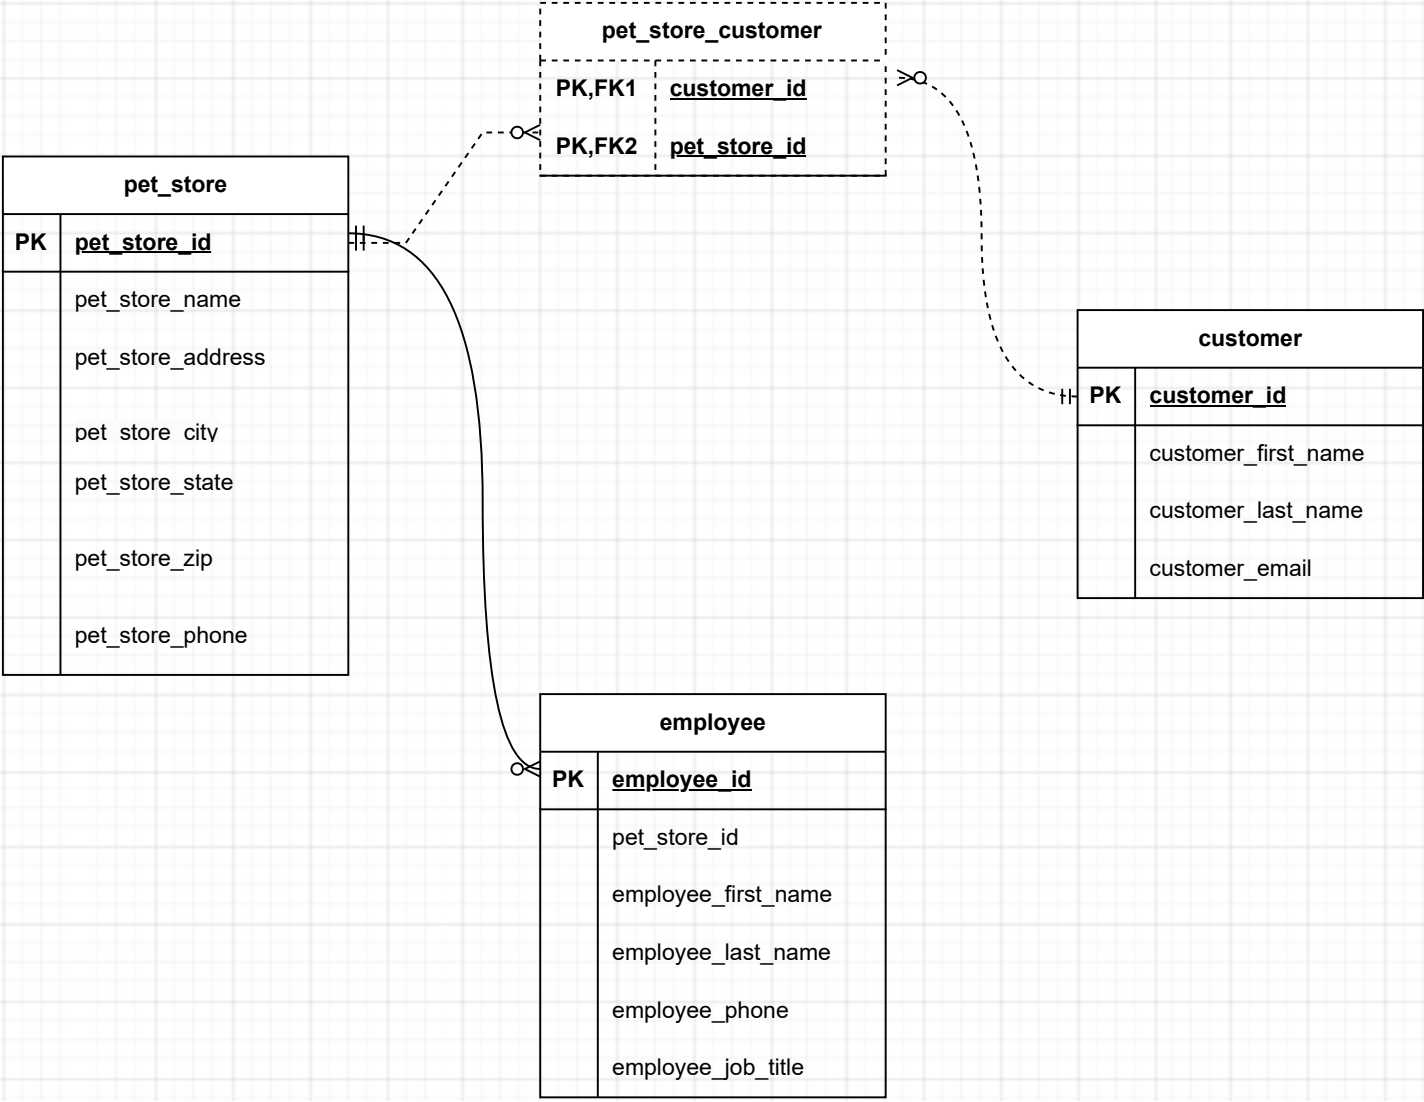 pet_store_customer
PK,FK1 customer_id
PK,FK2 pet_store_id
pet_store
PK pet_store_id
pet_store_name
pet_store_address
pet_store_city
pet_store_state
pet_store_zip
pet_store_phone
customer
PK customer_id
customer_first_name
customer_last_name
customer_email
employee
PK employee_id
pet_store_id
employee_first_name
employee_last_name
employee_phone
employee_job_title